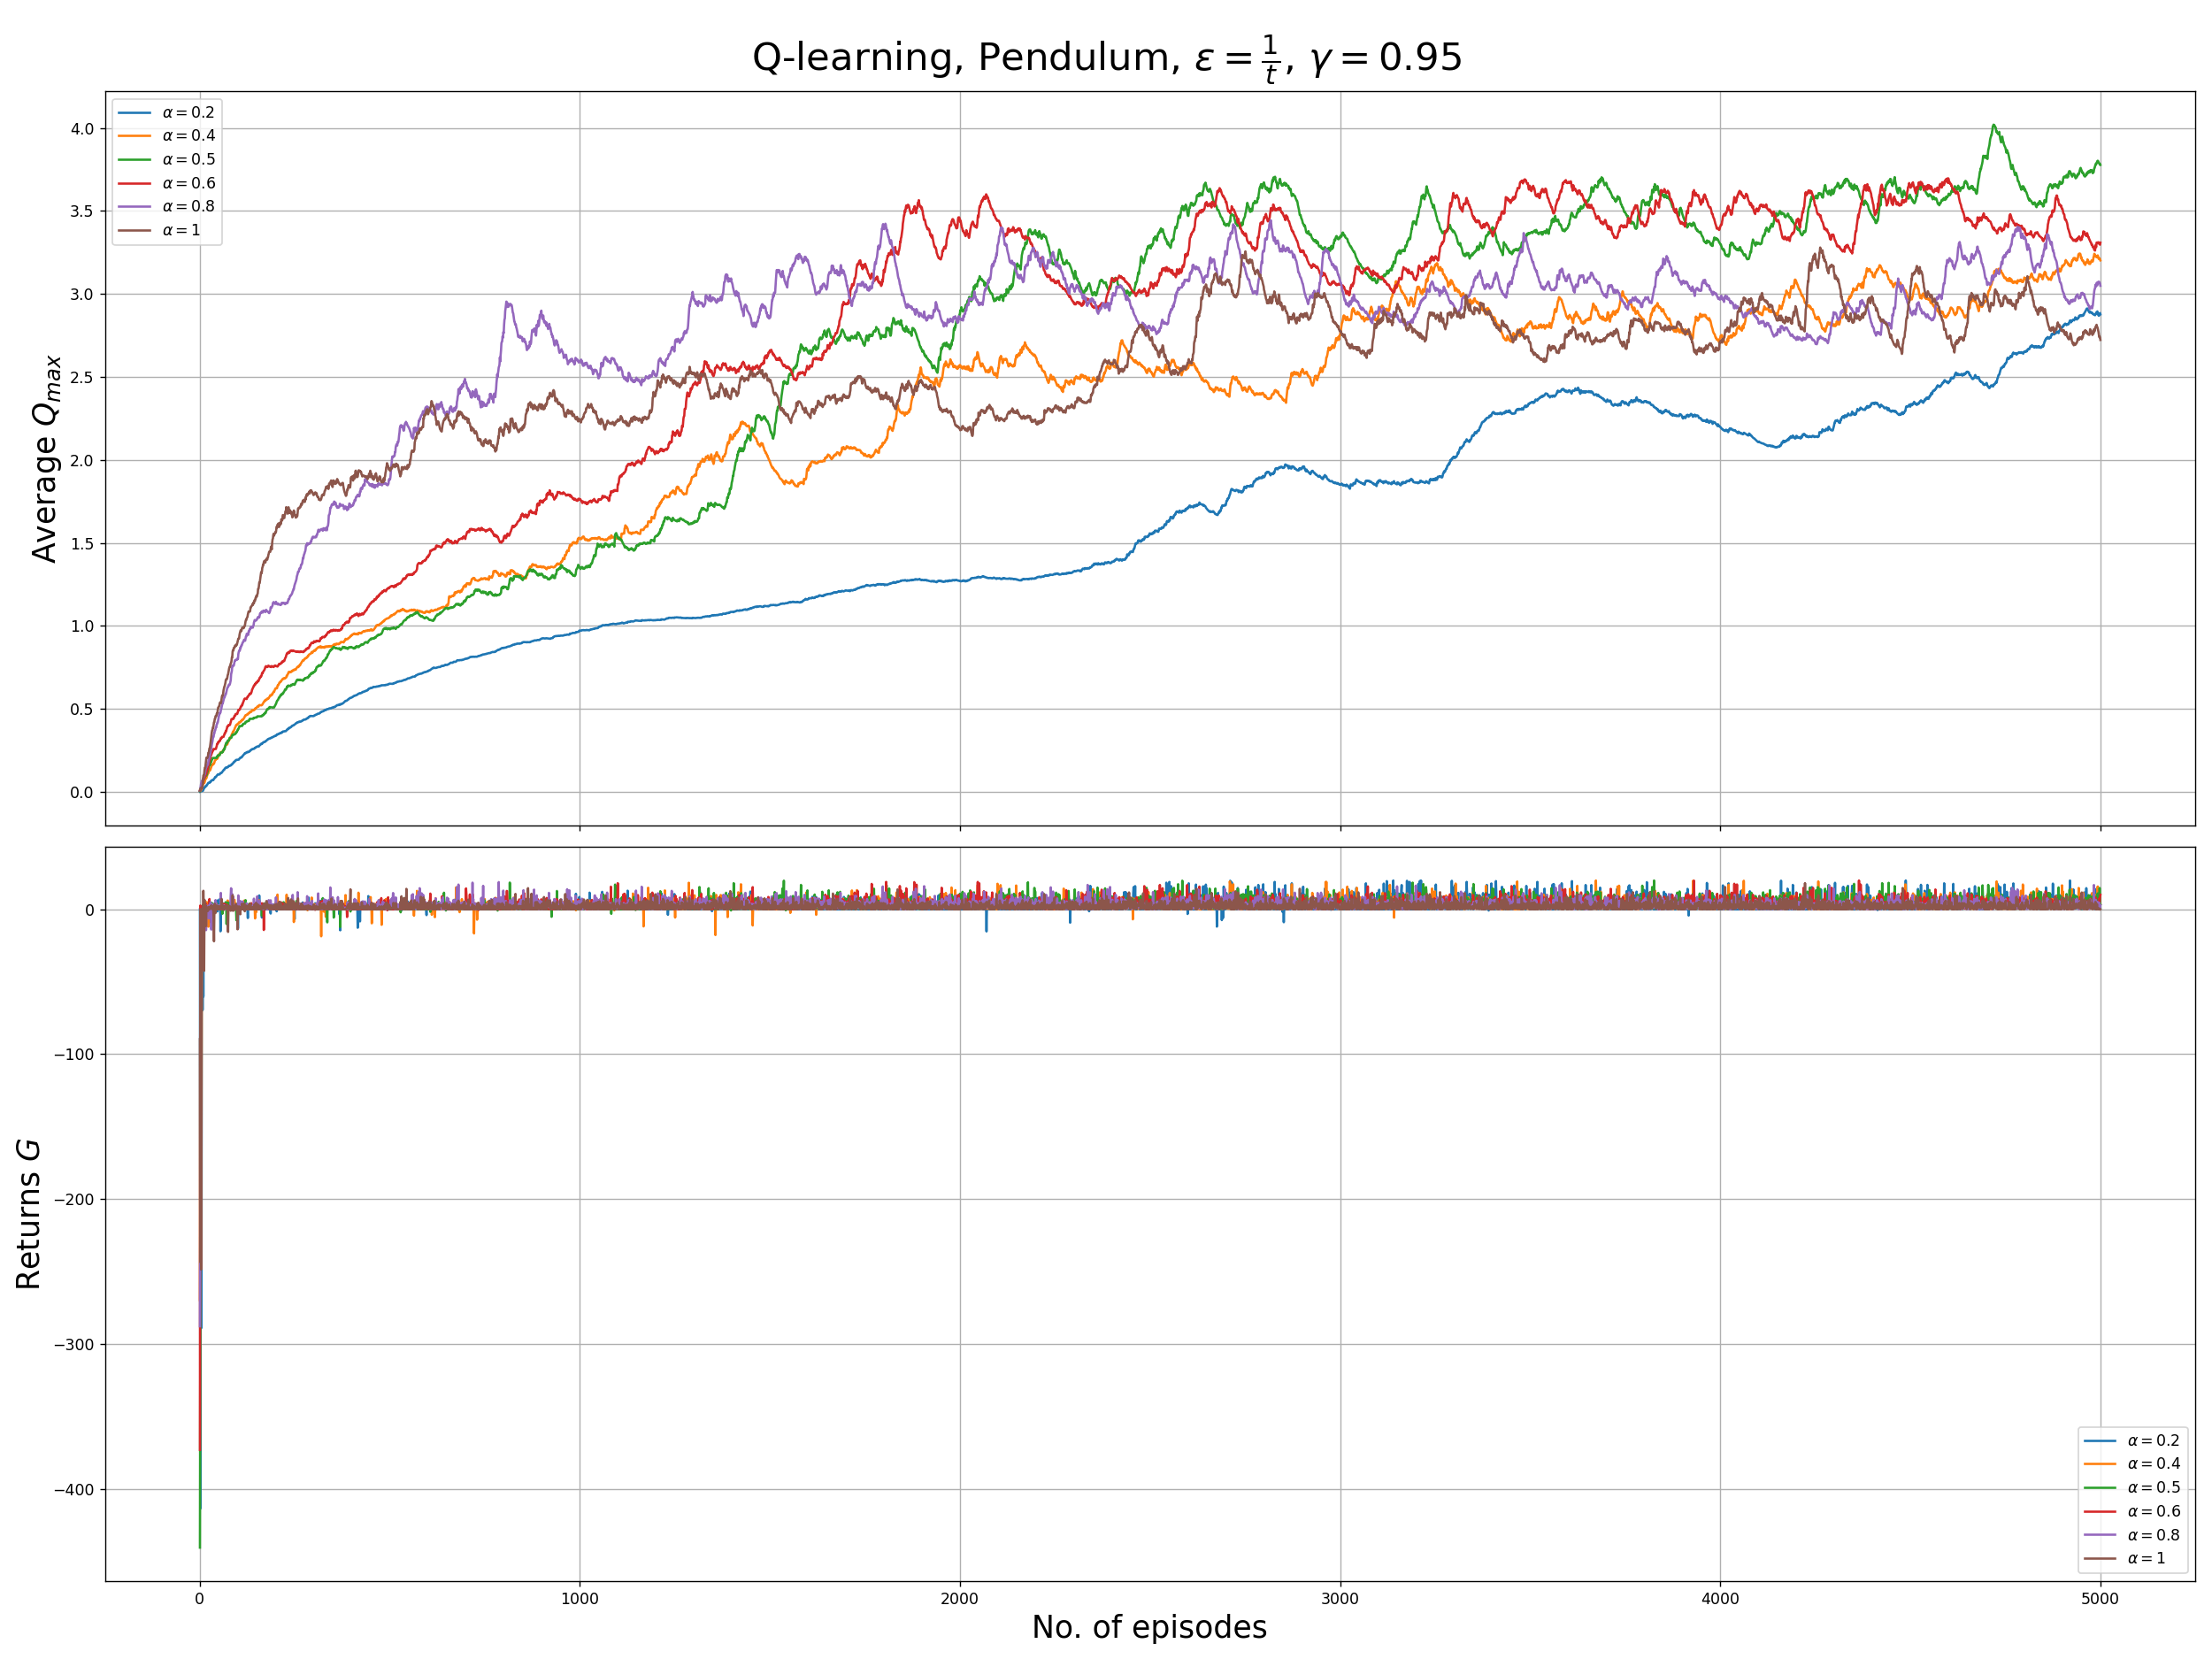 Q-learning, Pendulum, ε = 1/t, γ = 0.95
α = 0.2
α = 0.4
α = 0.5
α = 0.6
α = 0.8
α = 1
Average Qmax
4.0
3.5
3.0
2.5
2.0
1.5
1.0
0.5
0.0
Returns G
0
−100
−200
−300
−400
α = 0.2
α = 0.4
α = 0.5
α = 0.6
α = 0.8
α = 1
0 1000 2000 3000 4000 5000
No. of episodes